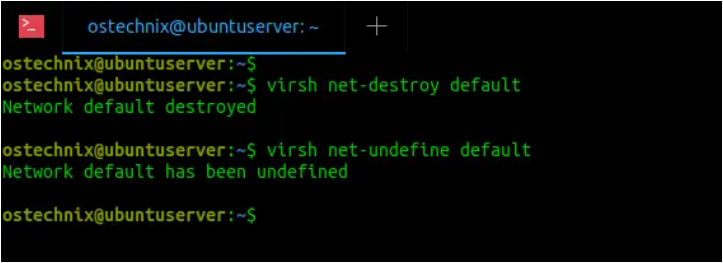 >_ ostechnix@ubuntuserver: ~ +
ostechnix@ubuntuserver:~$
ostechnix@ubuntuserver:~$ virsh net-destroy default
Network default destroyed
ostechnix@ubuntuserver:~$ virsh net-undefine default
Network default has been undefined
ostechnix@ubuntuserver:~$